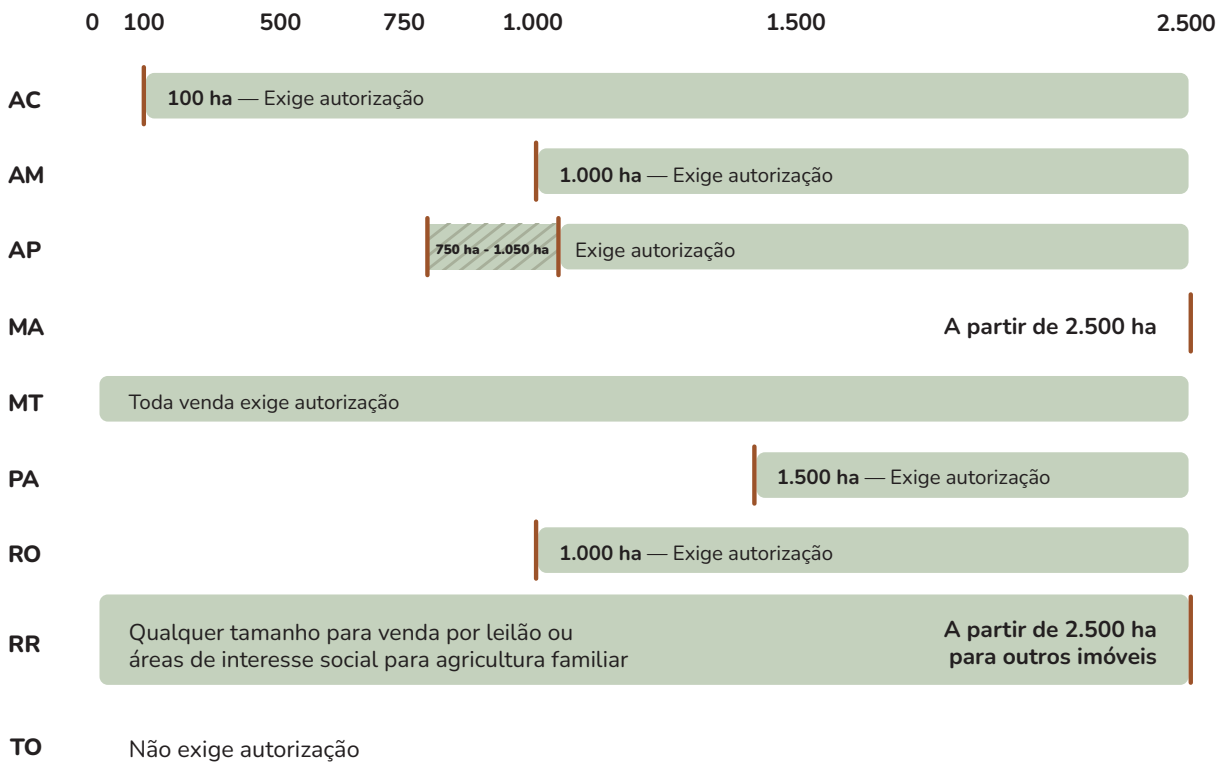 0 100 500 750 1.000 1.500 2.500
AC 100 ha — Exige autorização
AM 1.000 ha — Exige autorização
AP 750 ha - 1.050 ha Exige autorização
MA A partir de 2.500 ha
MT Toda venda exige autorização
PA 1.500 ha — Exige autorização
RO 1.000 ha — Exige autorização
RR
Qualquer tamanho para venda por leilão ou
áreas de interesse social para agricultura familiar
A partir de 2.500 ha
para outros imóveis
TO Não exige autorização